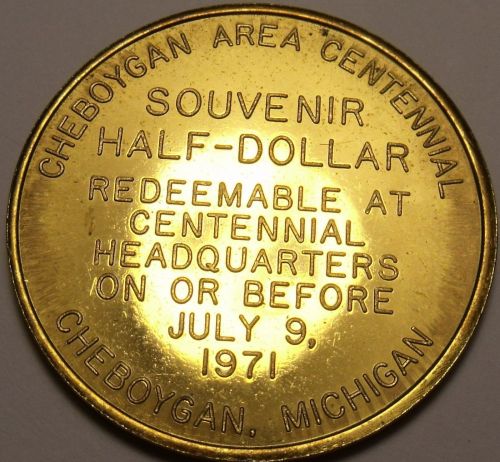 CHEBOYGAN AREA CENTENNIAL
SOUVENIR
HALF-DOLLAR
REDEEMABLE AT
CENTENNIAL
HEADQUARTERS
ON OR BEFORE
JULY 9,
1971
CHEBOYGAN, MICHIGAN